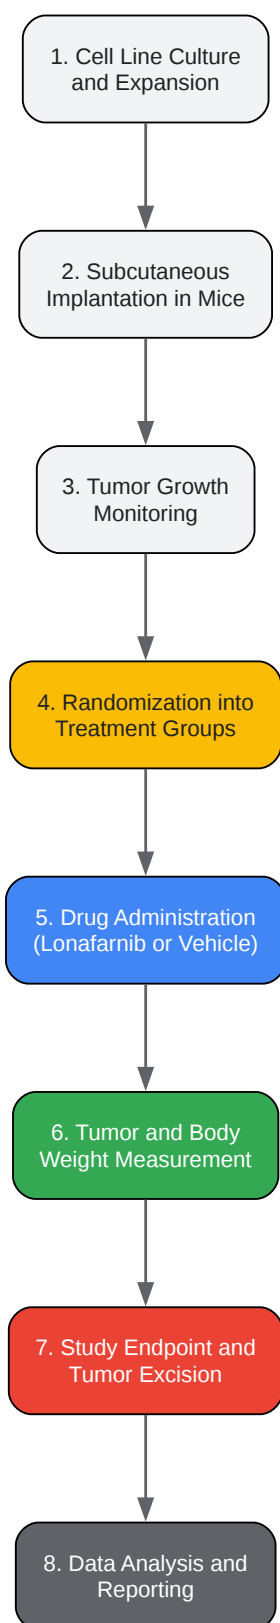 1. Cell Line Culture
and Expansion
2. Subcutaneous
Implantation in Mice
3. Tumor Growth
Monitoring
4. Randomization into
Treatment Groups
5. Drug Administration
(Lonafarnib or Vehicle)
6. Tumor and Body
Weight Measurement
7. Study Endpoint and
Tumor Excision
8. Data Analysis and
Reporting